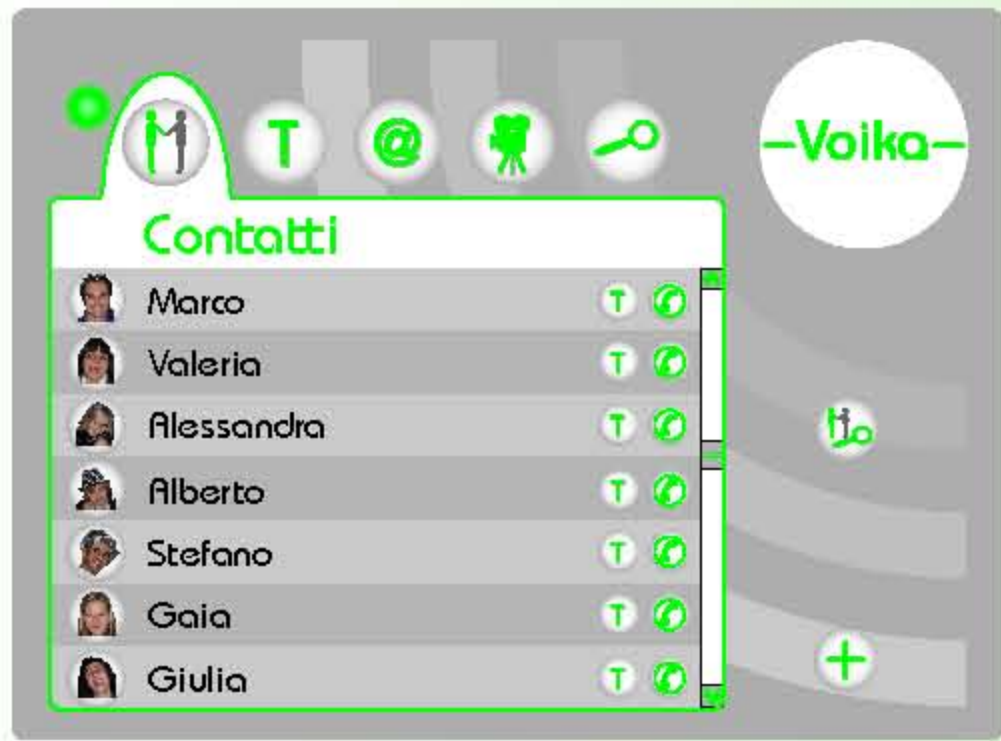 T @
-Voika-
Contatti
Marco T
Valeria T
Alessandra T
Alberto T
Stefano T
Gaia T
Giulia T
+